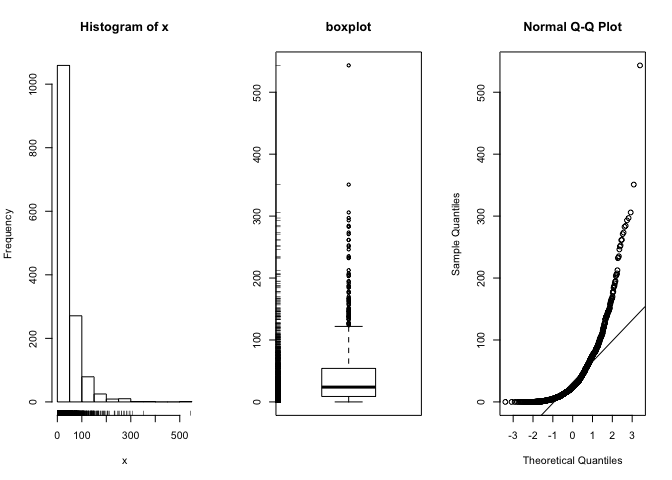 Histogram of x
Frequency
1000
800
600
400
200
0
0 100 300 500
x
boxplot
500
400
300
200
100
0
Normal Q-Q Plot
Sample Quantiles
500
400
300
200
100
0
-3 -2 -1 0 1 2 3
Theoretical Quantiles